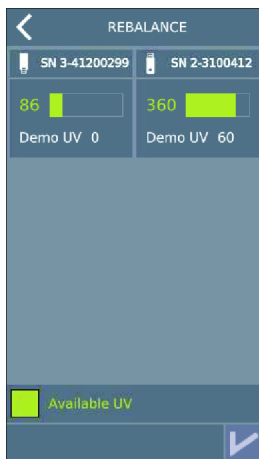 REBALANCE
SN 3-41200299 SN 2-3100412
86 360
Demo UV 0 Demo UV 60
Available UV